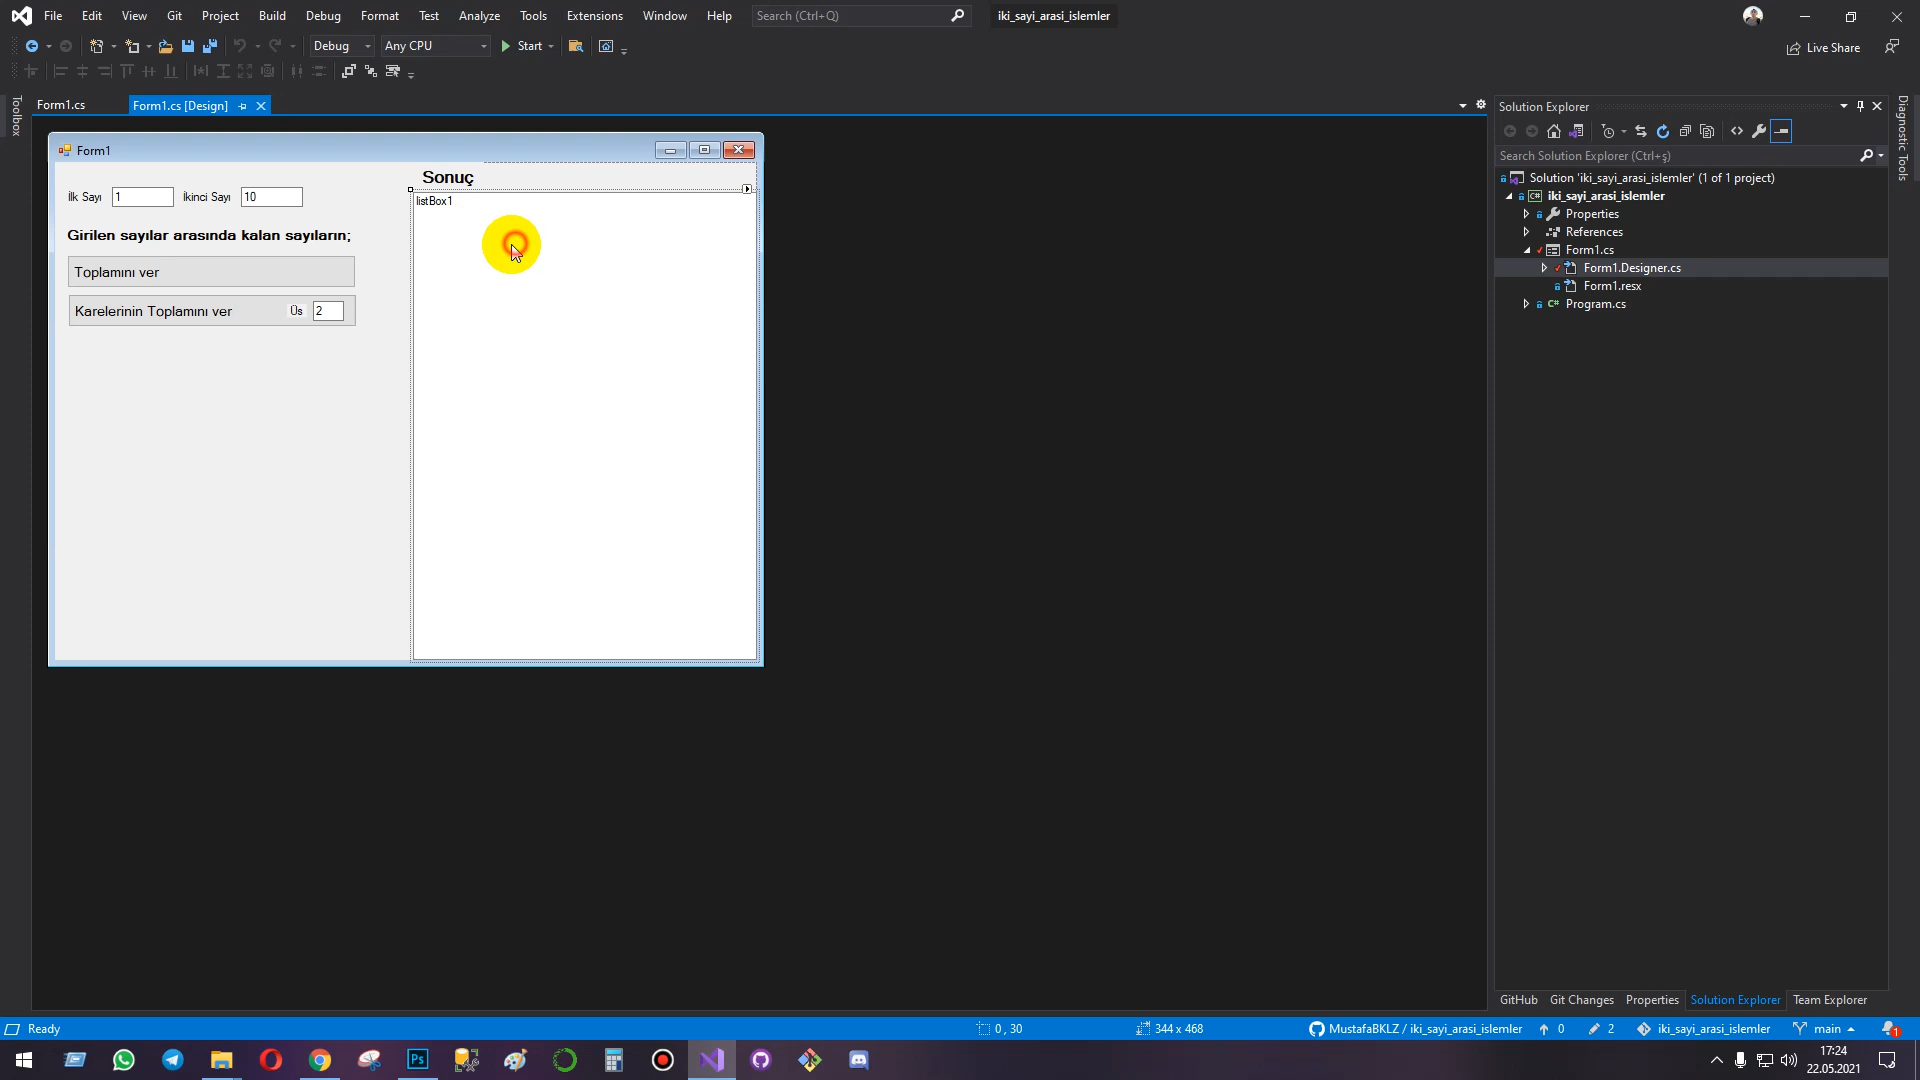 File Edit View Git Project Build Debug Format Test Analyze Tools Extensions Window Help Search (Ctrl+Q) iki_sayi_arasi_islemler
Debug Any CPU Start Live Share
Toolbox
Form1.cs Form1.cs [Design]
Form1
İlk Sayı 1 İkinci Sayı 10
Girilen sayılar arasında kalan sayıların;
Toplamını ver
Karelerinin Toplamını ver Üs 2
Sonuç
listBox1
Solution Explorer
Search Solution Explorer (Ctrl+ş)
Solution 'iki_sayi_arasi_islemler' (1 of 1 project)
iki_sayi_arasi_islemler
Properties
References
Form1.cs
Form1.Designer.cs
Form1.resx
Program.cs
Diagnostic Tools
GitHub Git Changes Properties Solution Explorer Team Explorer
Ready 0 , 30 344 x 468 MustafaBKLZ / iki_sayi_arasi_islemler 0 2 iki_sayi_arasi_islemler main 1
Ps
17:24
22.05.2021